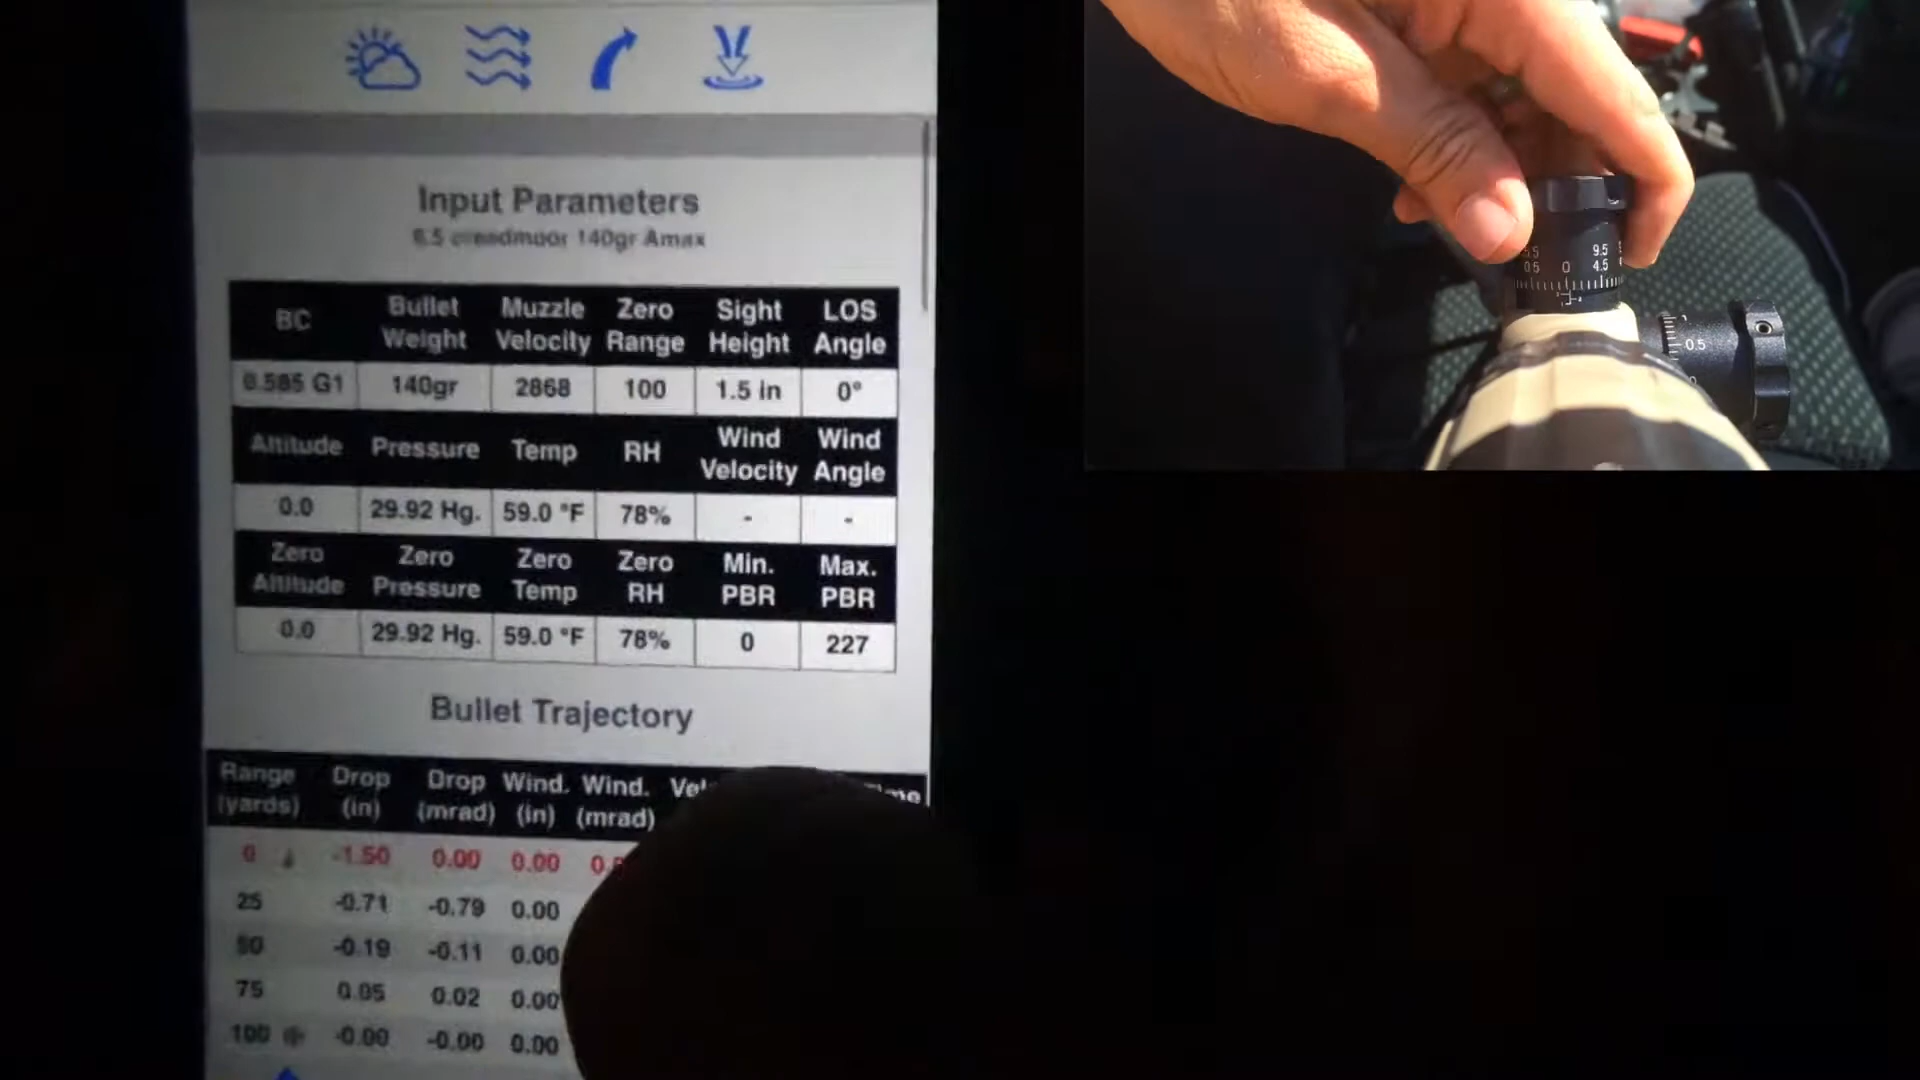 Input Parameters
6.5 creedmoor 140gr Amax
BC Bullet Weight Muzzle Velocity Zero Range Sight Height LOS Angle
0.585 G1 140gr 2868 100 1.5 in 0°
Altitude Pressure Temp RH Wind Velocity Wind Angle
0.0 29.92 Hg. 59.0 °F 78% - -
Zero Altitude Zero Pressure Zero Temp Zero RH Min. PBR Max. PBR
0.0 29.92 Hg. 59.0 °F 78% 0 227
Bullet Trajectory
Range (yards) Drop (in) Drop (mrad) Wind. (in) Wind. (mrad)
0 -1.50 0.00 0.00
25 -0.71 -0.79 0.00
50 -0.19 -0.11 0.00
75 0.05 0.02 0.00
100 -0.00 -0.00 0.00
9.5
05 0 4.5
0.5